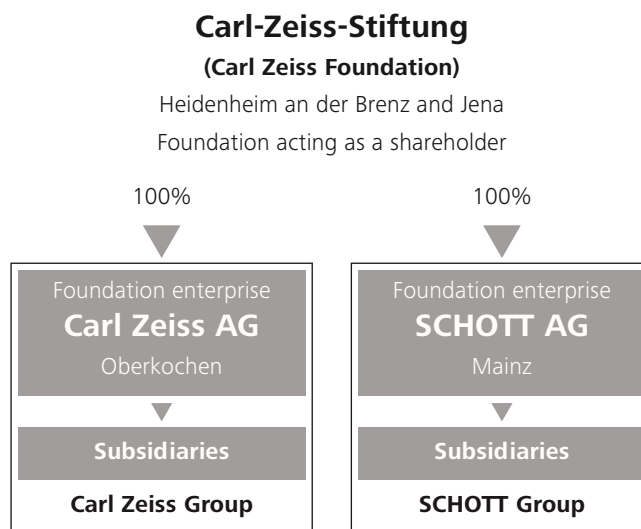 Carl-Zeiss-Stiftung
(Carl Zeiss Foundation)
Heidenheim an der Brenz and Jena
Foundation acting as a shareholder
100%
100%
Foundation enterprise
Carl Zeiss AG
Oberkochen
Subsidiaries
Carl Zeiss Group
Foundation enterprise
SCHOTT AG
Mainz
Subsidiaries
SCHOTT Group